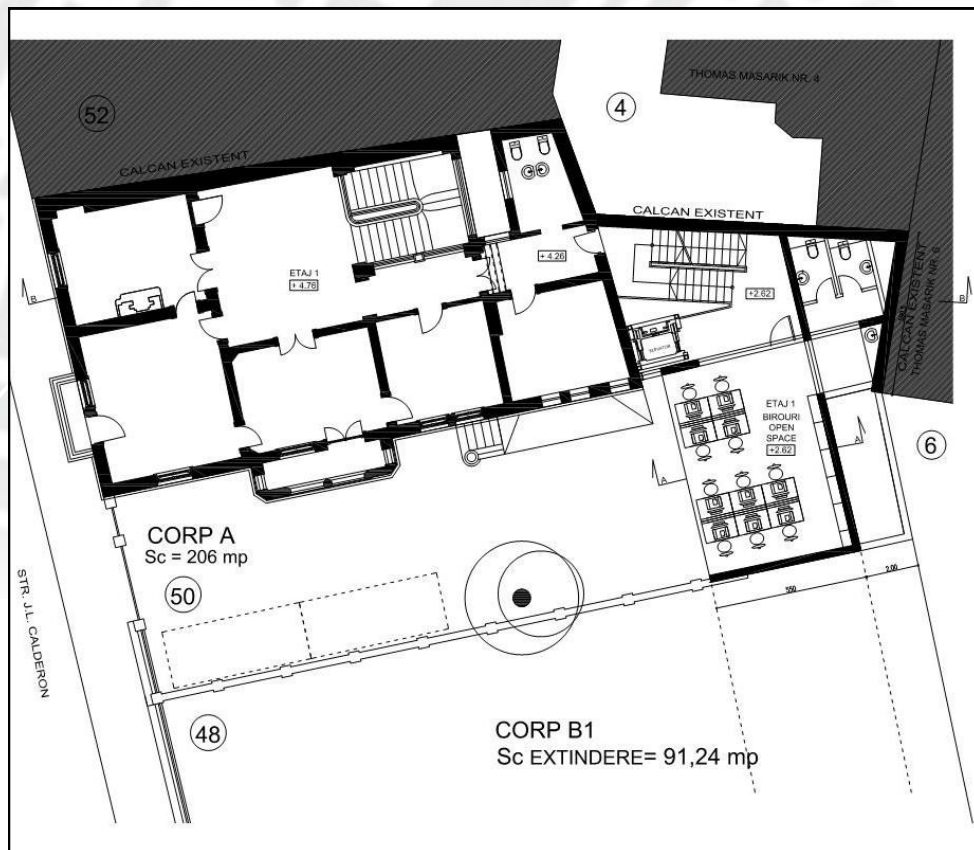 THOMAS MASARIK NR. 4
52
4
CALCAN EXISTENT
CALCAN EXISTENT
ETAJ 1
+ 4.76
+ 4.26
+2.62
B
B
CALCAN EXISTENT
THOMAS MASARIK NR. 6
ETAJ 1
BIROURI
OPEN
SPACE
+2.62
A
A
6
CORP A
Sc = 206 mp
50
STR. J.L. CALDERON
550
2.00
48
CORP B1
Sc EXTINDERE= 91,24 mp